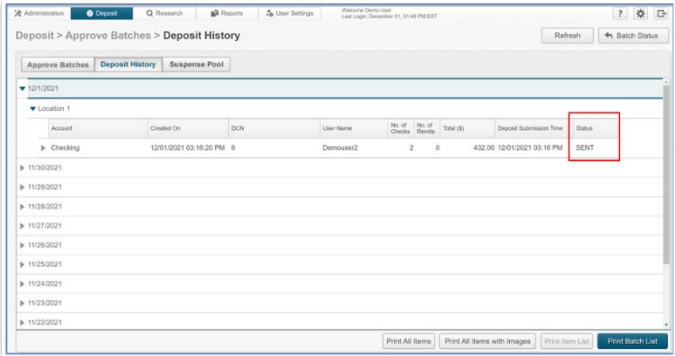 Administration Deposit Research Reports User Settings Welcome Demo User
Last Login: December 01, 01:49 PM EST
Deposit > Approve Batches > Deposit History Refresh Batch Status
Approve Batches Deposit History Suspense Pool
12/1/2021
Location 1
Account Created On DCN User Name No. of Checks No. of Remits Total ($) Deposit Submission Time Status
Checking 12/01/2021 03:16:20 PM 8 Demouser2 2 0 432.00 12/01/2021 03:16 PM SENT
11/30/2021
11/29/2021
11/28/2021
11/27/2021
11/26/2021
11/25/2021
11/24/2021
11/23/2021
11/22/2021
Print All Items Print All Items with Images Print Item List Print Batch List